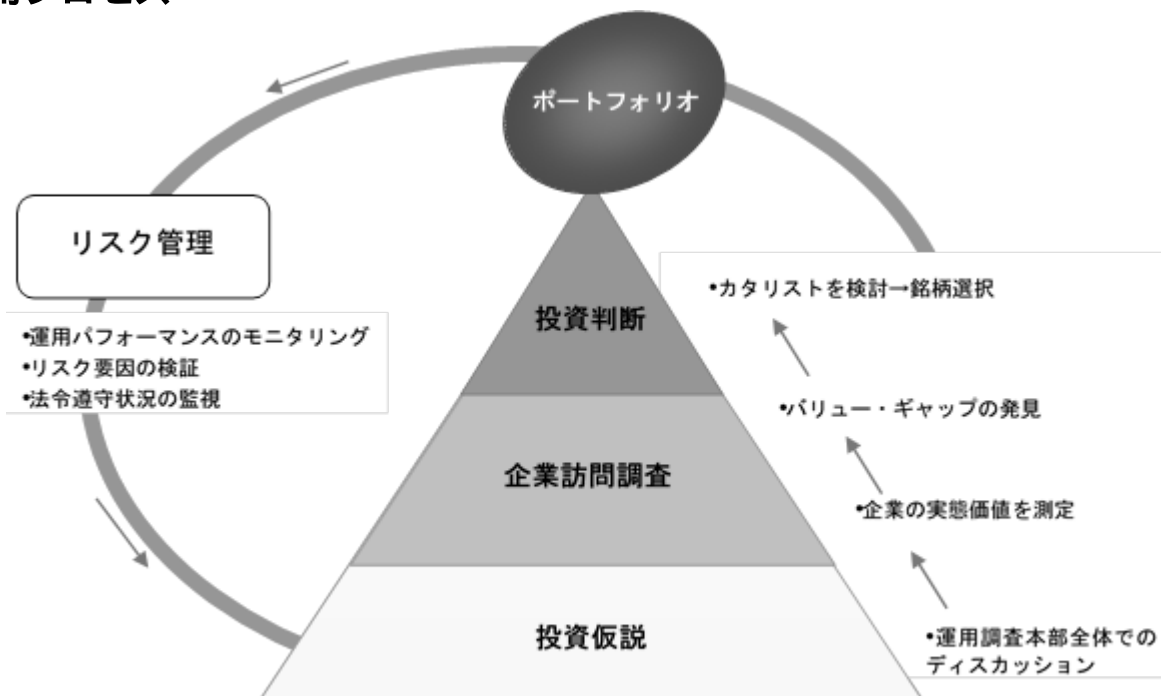 用プロセス
ポートフォリオ
リスク管理
•運用パフォーマンスのモニタリング
•リスク要因の検証
•法令遵守状況の監視
投資判断
企業訪問調査
投資仮説
•カタリストを検討→銘柄選択
•バリュー・ギャップの発見
•企業の実態価値を測定
•運用調査本部全体での
ディスカッション